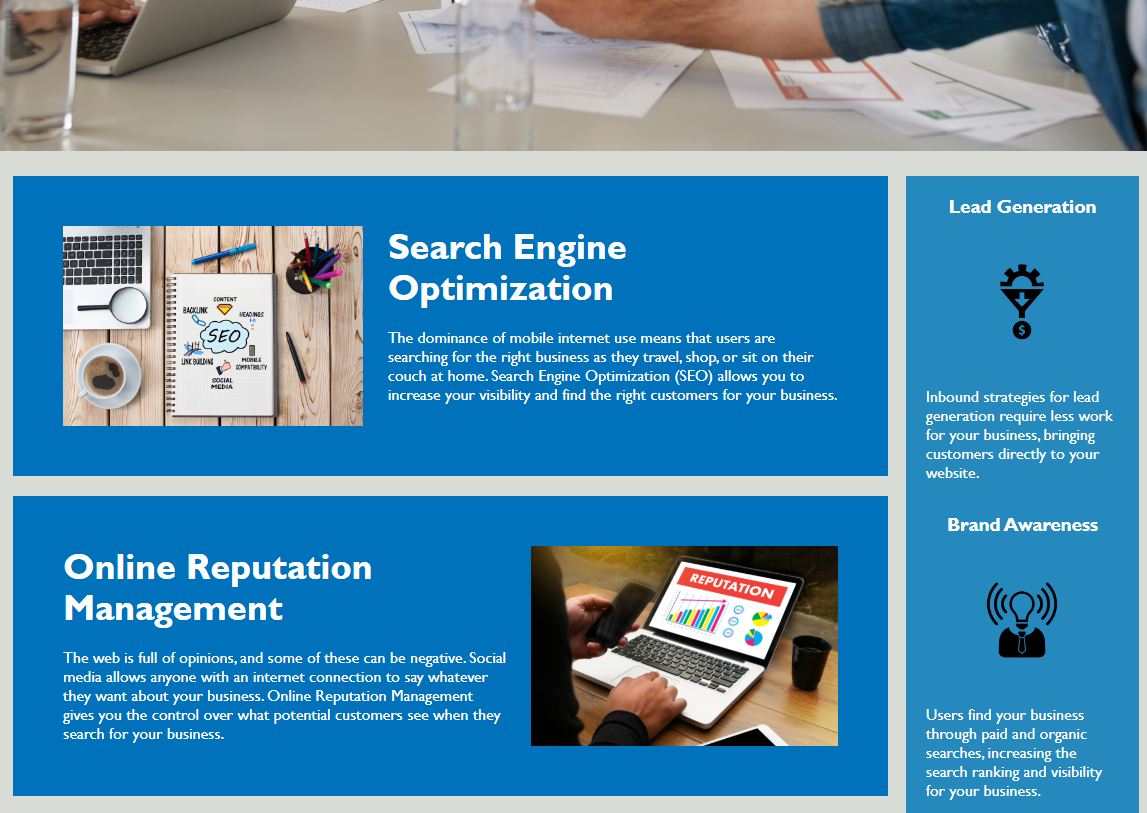 Search Engine
Optimization
The dominance of mobile internet use means that users are
searching for the right business as they travel, shop, or sit on their
couch at home. Search Engine Optimization (SEO) allows you to
increase your visibility and find the right customers for your business.
CONTENT
BACKLINK
HEADINGS
SEO
LINK BUILDING
MOBILE
COMPATIBILITY
SOCIAL
MEDIA
Online Reputation
Management
The web is full of opinions, and some of these can be negative. Social
media allows anyone with an internet connection to say whatever
they want about your business. Online Reputation Management
gives you the control over what potential customers see when they
search for your business.
REPUTATION
Lead Generation
$
Inbound strategies for lead
generation require less work
for your business, bringing
customers directly to your
website.
Brand Awareness
Users find your business
through paid and organic
searches, increasing the
search ranking and visibility
for your business.